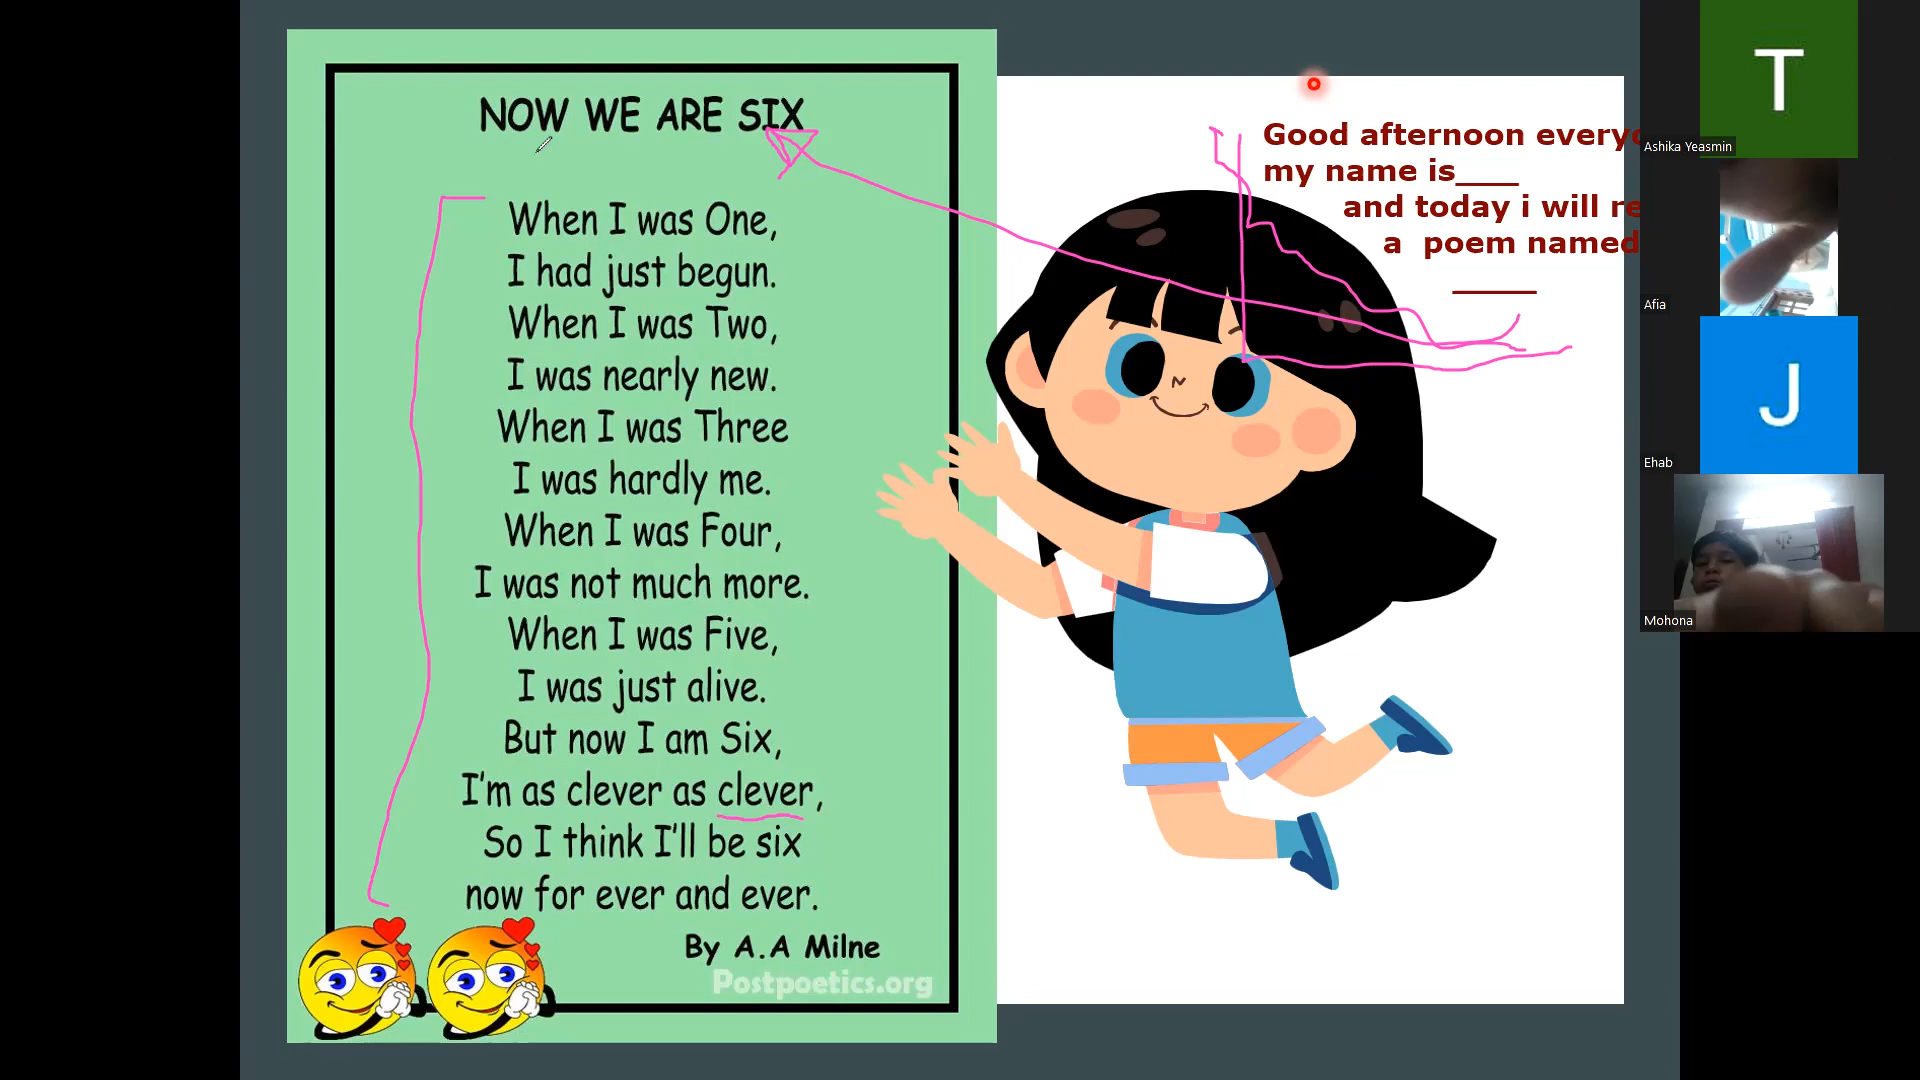 NOW WE ARE SIX
When I was One,
I had just begun.
When I was Two,
I was nearly new.
When I was Three
I was hardly me.
When I was Four,
I was not much more.
When I was Five,
I was just alive.
But now I am Six,
I'm as clever as clever,
So I think I'll be six
now for ever and ever.
By A.A Milne
Postpoetics.org
Good afternoon
my name is____
and today i will
a poem named
_____
T
Ashika Yeasmin
Afia
J
Ehab
Mohona